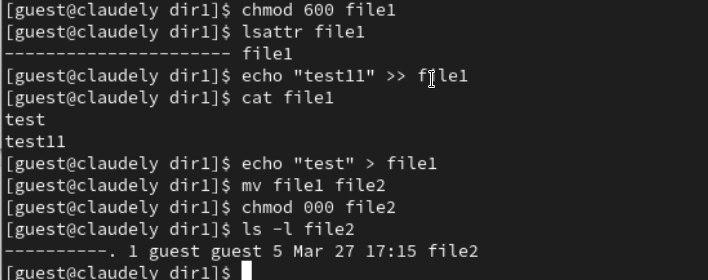 [guest@claudely dir1]$ chmod 600 file1
[guest@claudely dir1]$ lsattr file1
---------------------- file1
[guest@claudely dir1]$ echo "test11" >> file1
[guest@claudely dir1]$ cat file1
test
test11
[guest@claudely dir1]$ echo "test" > file1
[guest@claudely dir1]$ mv file1 file2
[guest@claudely dir1]$ chmod 000 file2
[guest@claudely dir1]$ ls -l file2
----------. 1 guest guest 5 Mar 27 17:15 file2
[guest@claudely dir1]$